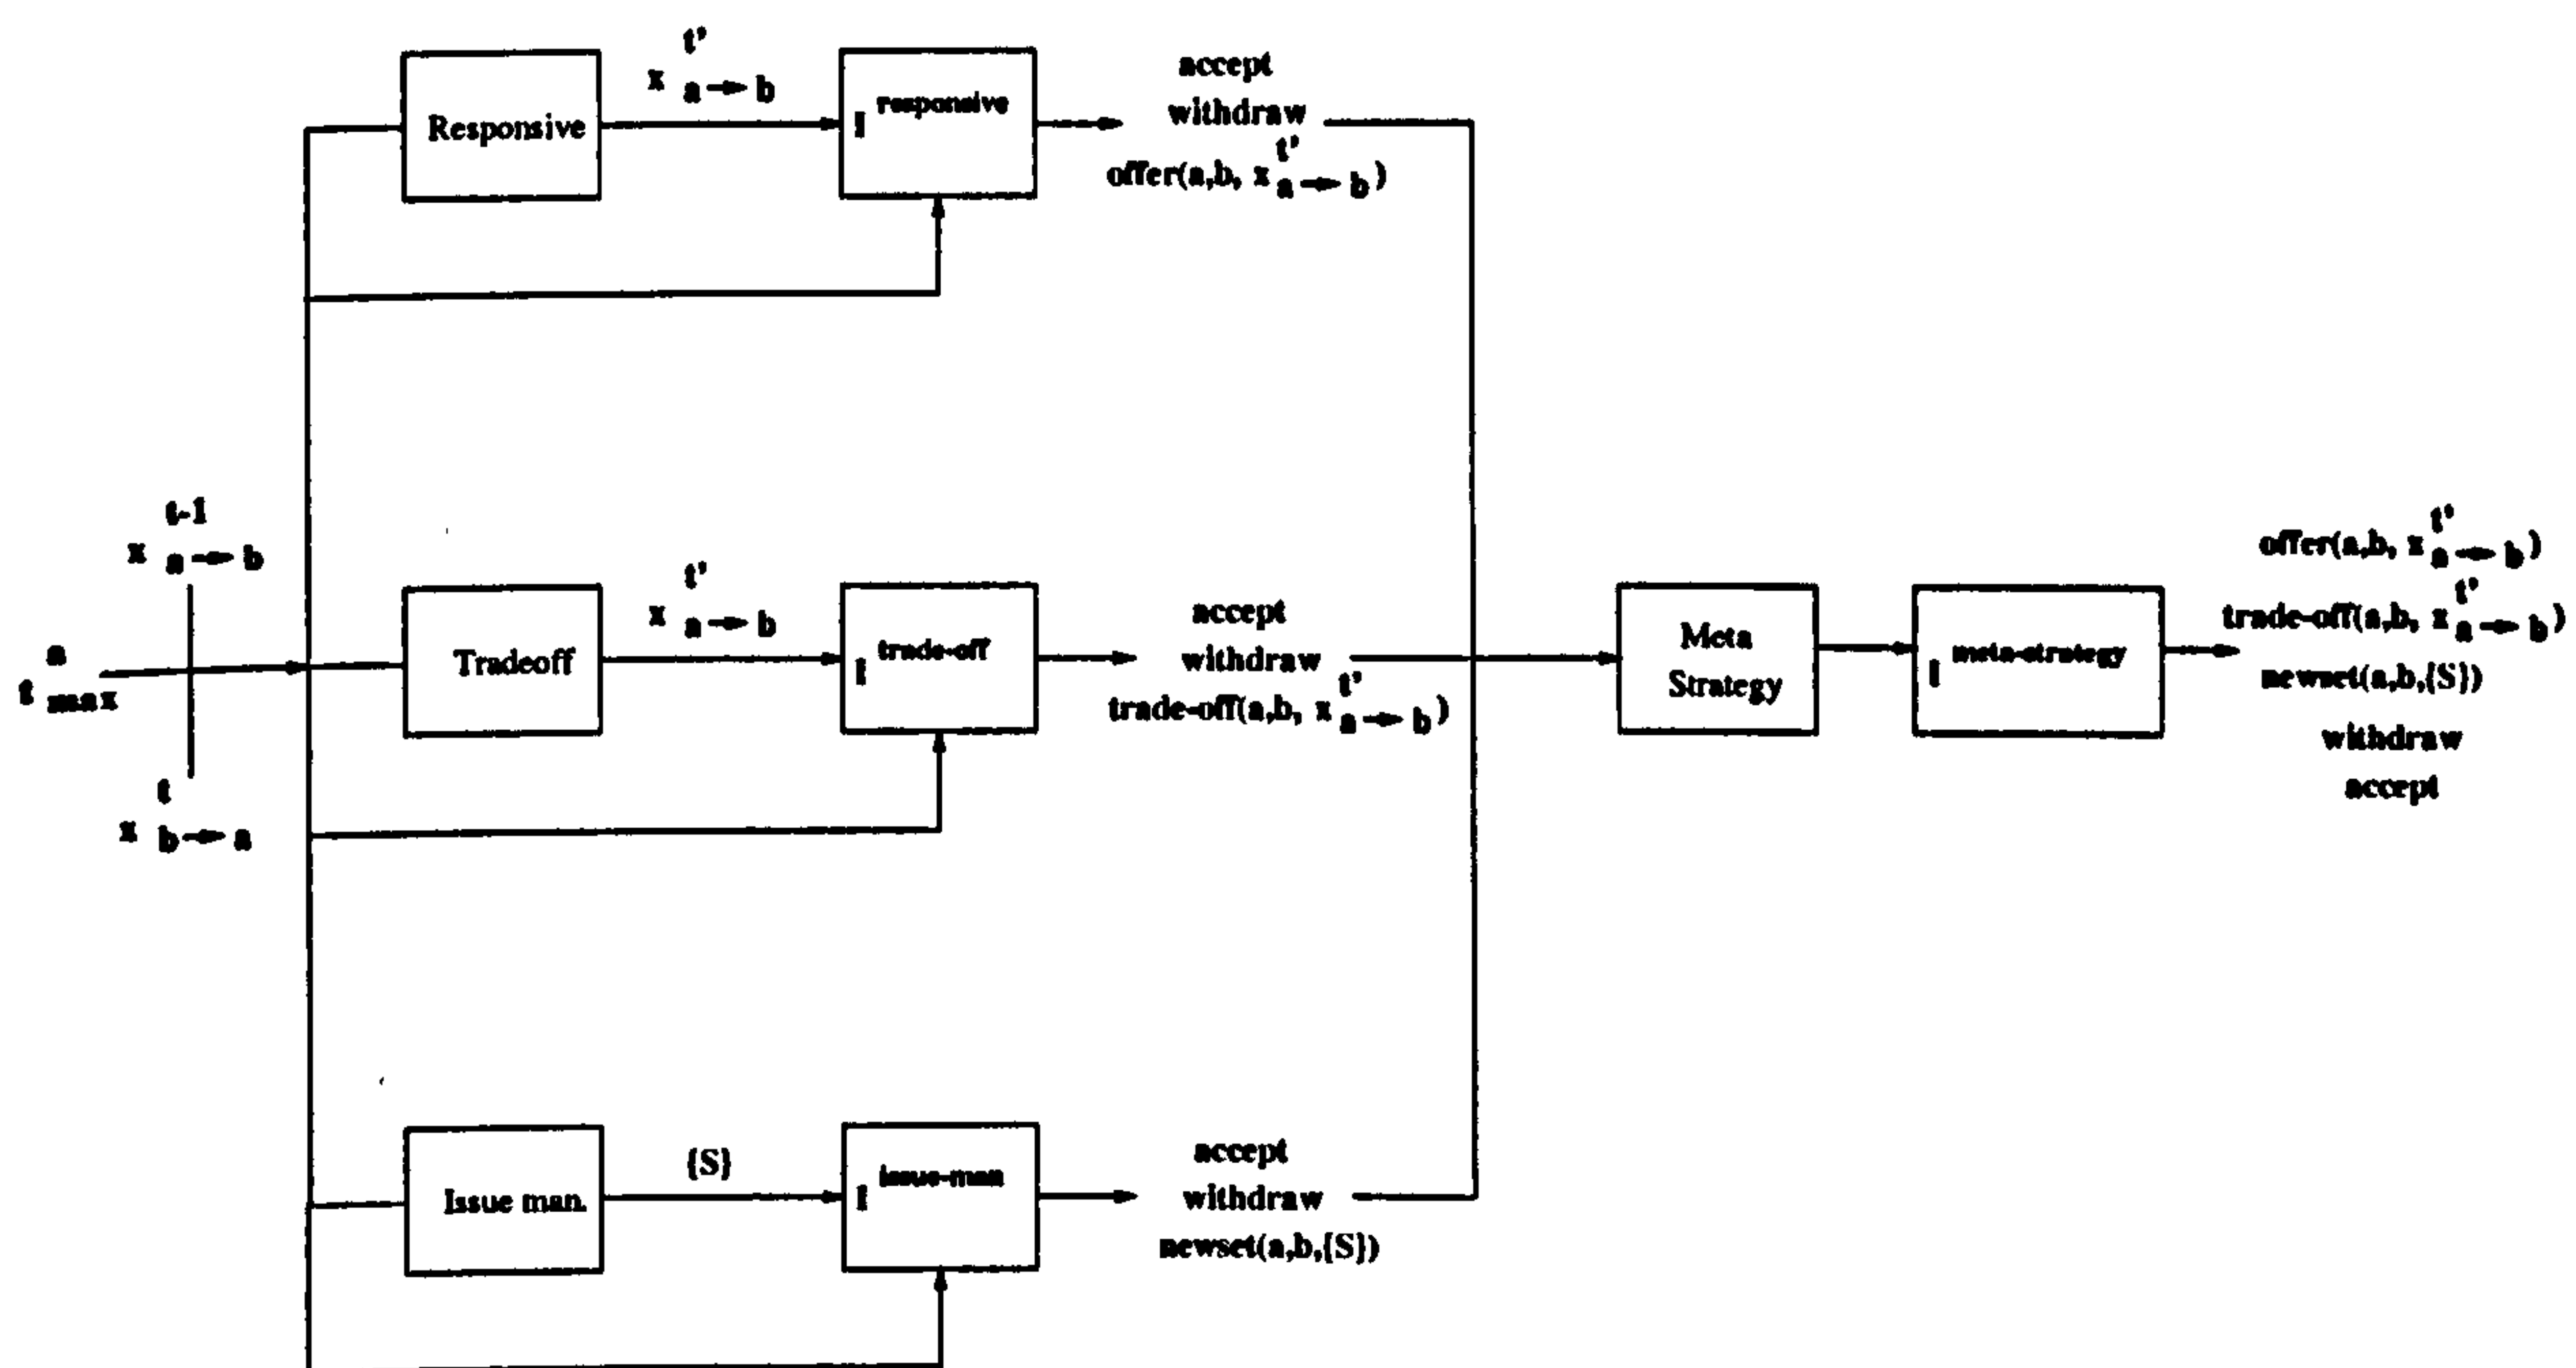 t'
x a→b
Responsive
I responsive
accept
withdraw
t'
offer(a,b, x a→b)
t-1
x a→b
a
t max
t
x b→a
t'
x a→b
Tradeoff
I trade-off
accept
withdraw
t'
trade-off(a,b, x a→b)
Meta
Strategy
I meta-strategy
t'
offer(a,b, x a→b)
t'
trade-off(a,b, x a→b)
newset(a,b,{S})
withdraw
accept
{S}
Issue man.
I issue-man
accept
withdraw
newset(a,b,{S})